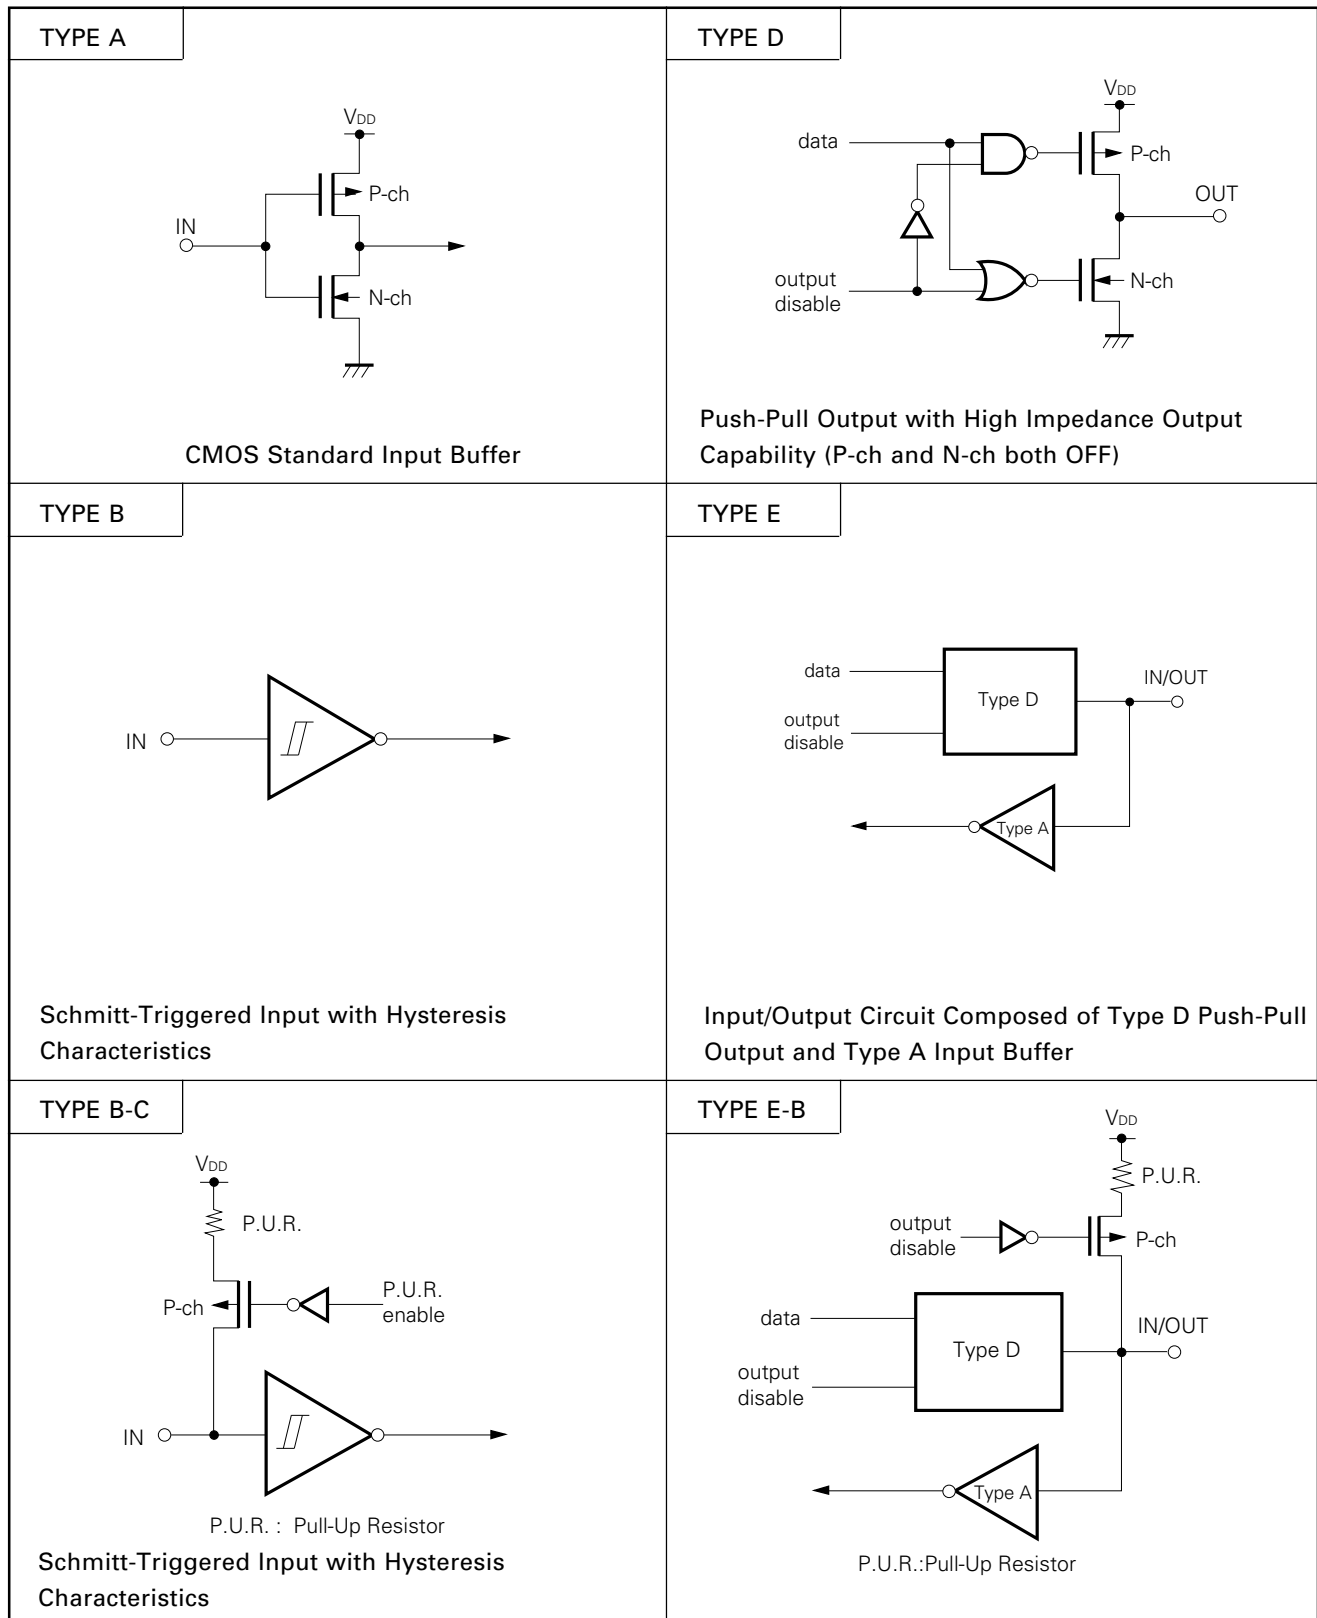 TYPE A
VDD
P-ch
IN
N-ch
CMOS Standard Input Buffer
TYPE D
VDD
data
P-ch
OUT
output
disable
N-ch
Push-Pull Output with High Impedance Output
Capability (P-ch and N-ch both OFF)
TYPE B
IN
Schmitt-Triggered Input with Hysteresis
Characteristics
TYPE E
data
Type D
IN/OUT
output
disable
Type A
Input/Output Circuit Composed of Type D Push-Pull
Output and Type A Input Buffer
TYPE B-C
VDD
P.U.R.
P-ch
P.U.R.
enable
IN
P.U.R. : Pull-Up Resistor
Schmitt-Triggered Input with Hysteresis
Characteristics
TYPE E-B
VDD
P.U.R.
output
disable
P-ch
data
Type D
IN/OUT
output
disable
Type A
P.U.R.:Pull-Up Resistor